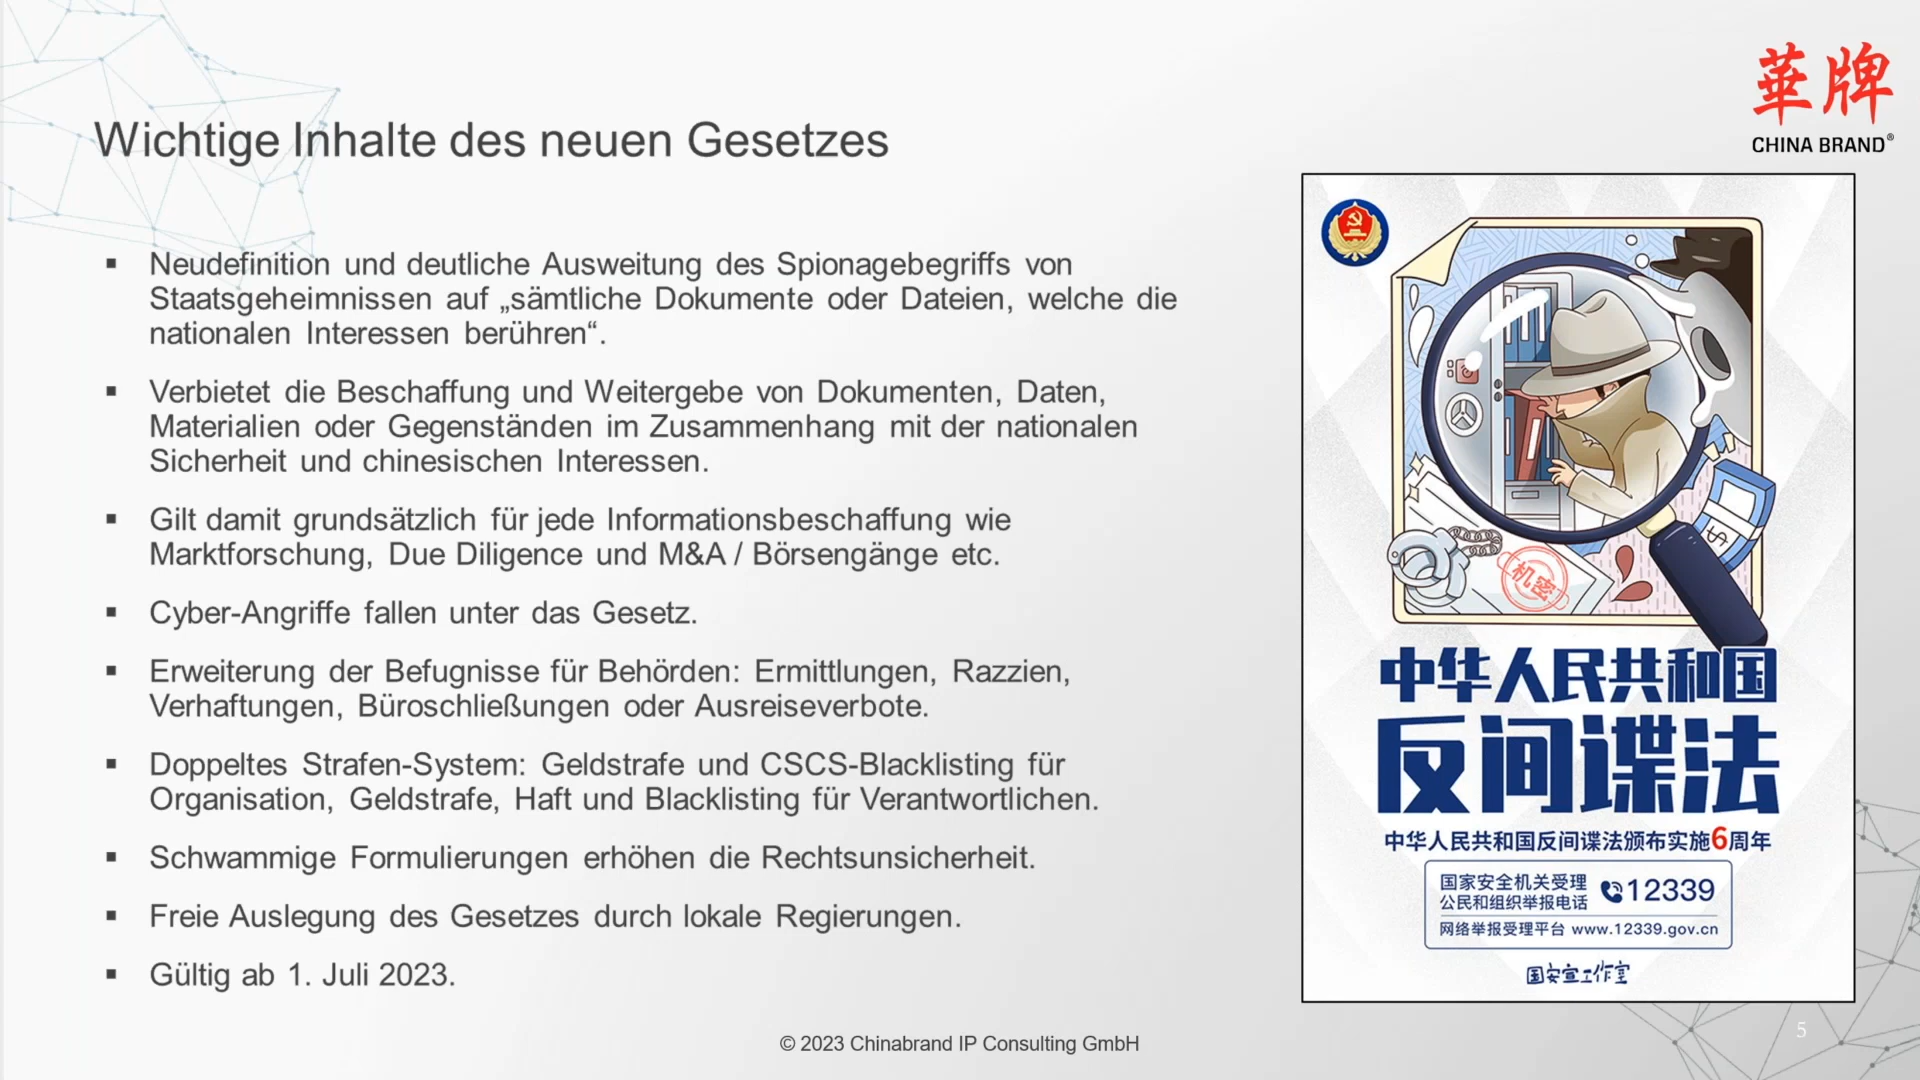 華牌
CHINA BRAND®
Wichtige Inhalte des neuen Gesetzes
▪ Neudefinition und deutliche Ausweitung des Spionagebegriffs von
Staatsgeheimnissen auf „sämtliche Dokumente oder Dateien, welche die
nationalen Interessen berühren“.
▪ Verbietet die Beschaffung und Weitergebe von Dokumenten, Daten,
Materialien oder Gegenständen im Zusammenhang mit der nationalen
Sicherheit und chinesischen Interessen.
▪ Gilt damit grundsätzlich für jede Informationsbeschaffung wie
Marktforschung, Due Diligence und M&A / Börsengänge etc.
▪ Cyber-Angriffe fallen unter das Gesetz.
▪ Erweiterung der Befugnisse für Behörden: Ermittlungen, Razzien,
Verhaftungen, Büroschließungen oder Ausreiseverbote.
▪ Doppeltes Strafen-System: Geldstrafe und CSCS-Blacklisting für
Organisation, Geldstrafe, Haft und Blacklisting für Verantwortlichen.
▪ Schwammige Formulierungen erhöhen die Rechtsunsicherheit.
▪ Freie Auslegung des Gesetzes durch lokale Regierungen.
▪ Gültig ab 1. Juli 2023.
$
机密
中华人民共和国
反间谍法
中华人民共和国反间谍法颁布实施6周年
国家安全机关受理
公民和组织举报电话
12339
网络举报受理平台 www.12339.gov.cn
国安宣工作室
© 2023 Chinabrand IP Consulting GmbH
5